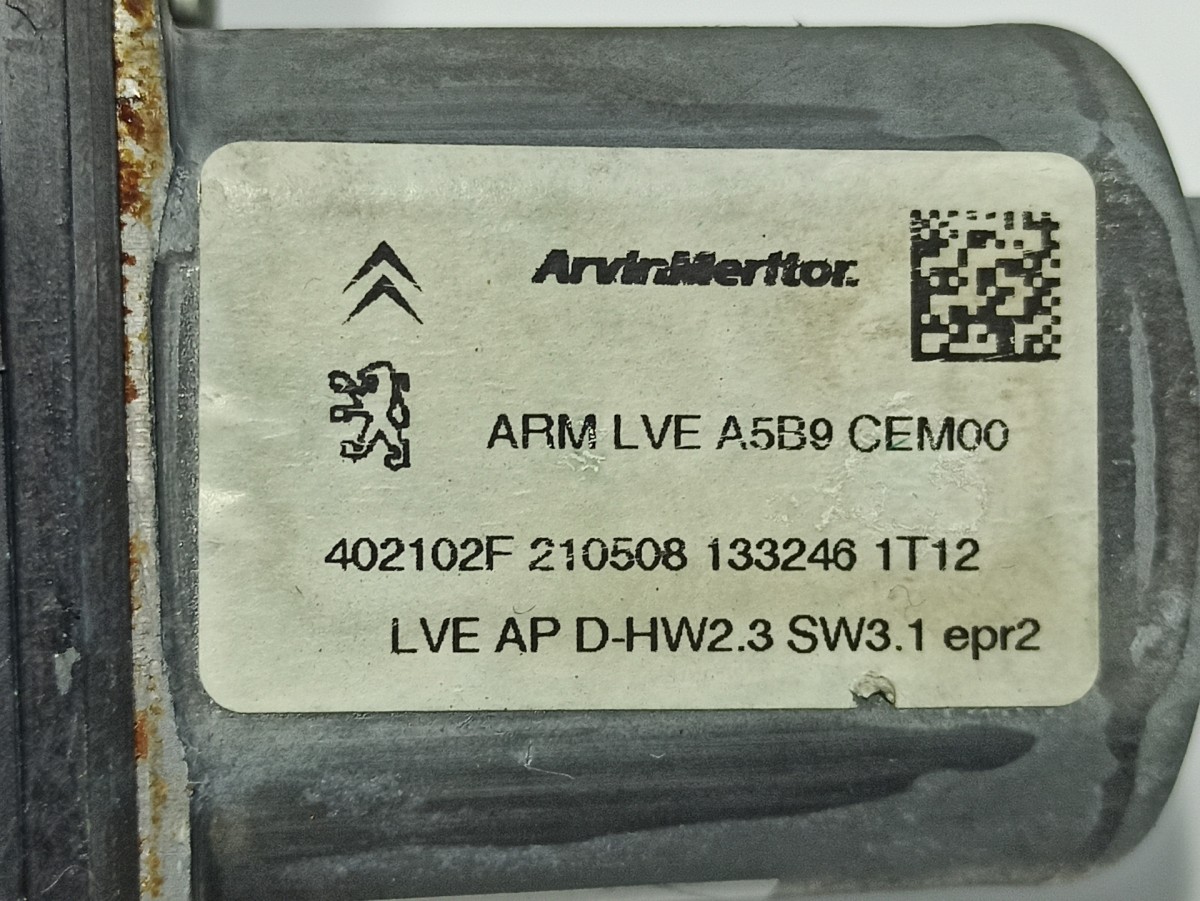 ArvinMeritor.
ARM LVE A5B9 CEM00
402102F 210508 133246 1T12
LVE AP D-HW2.3 SW3.1 epr2